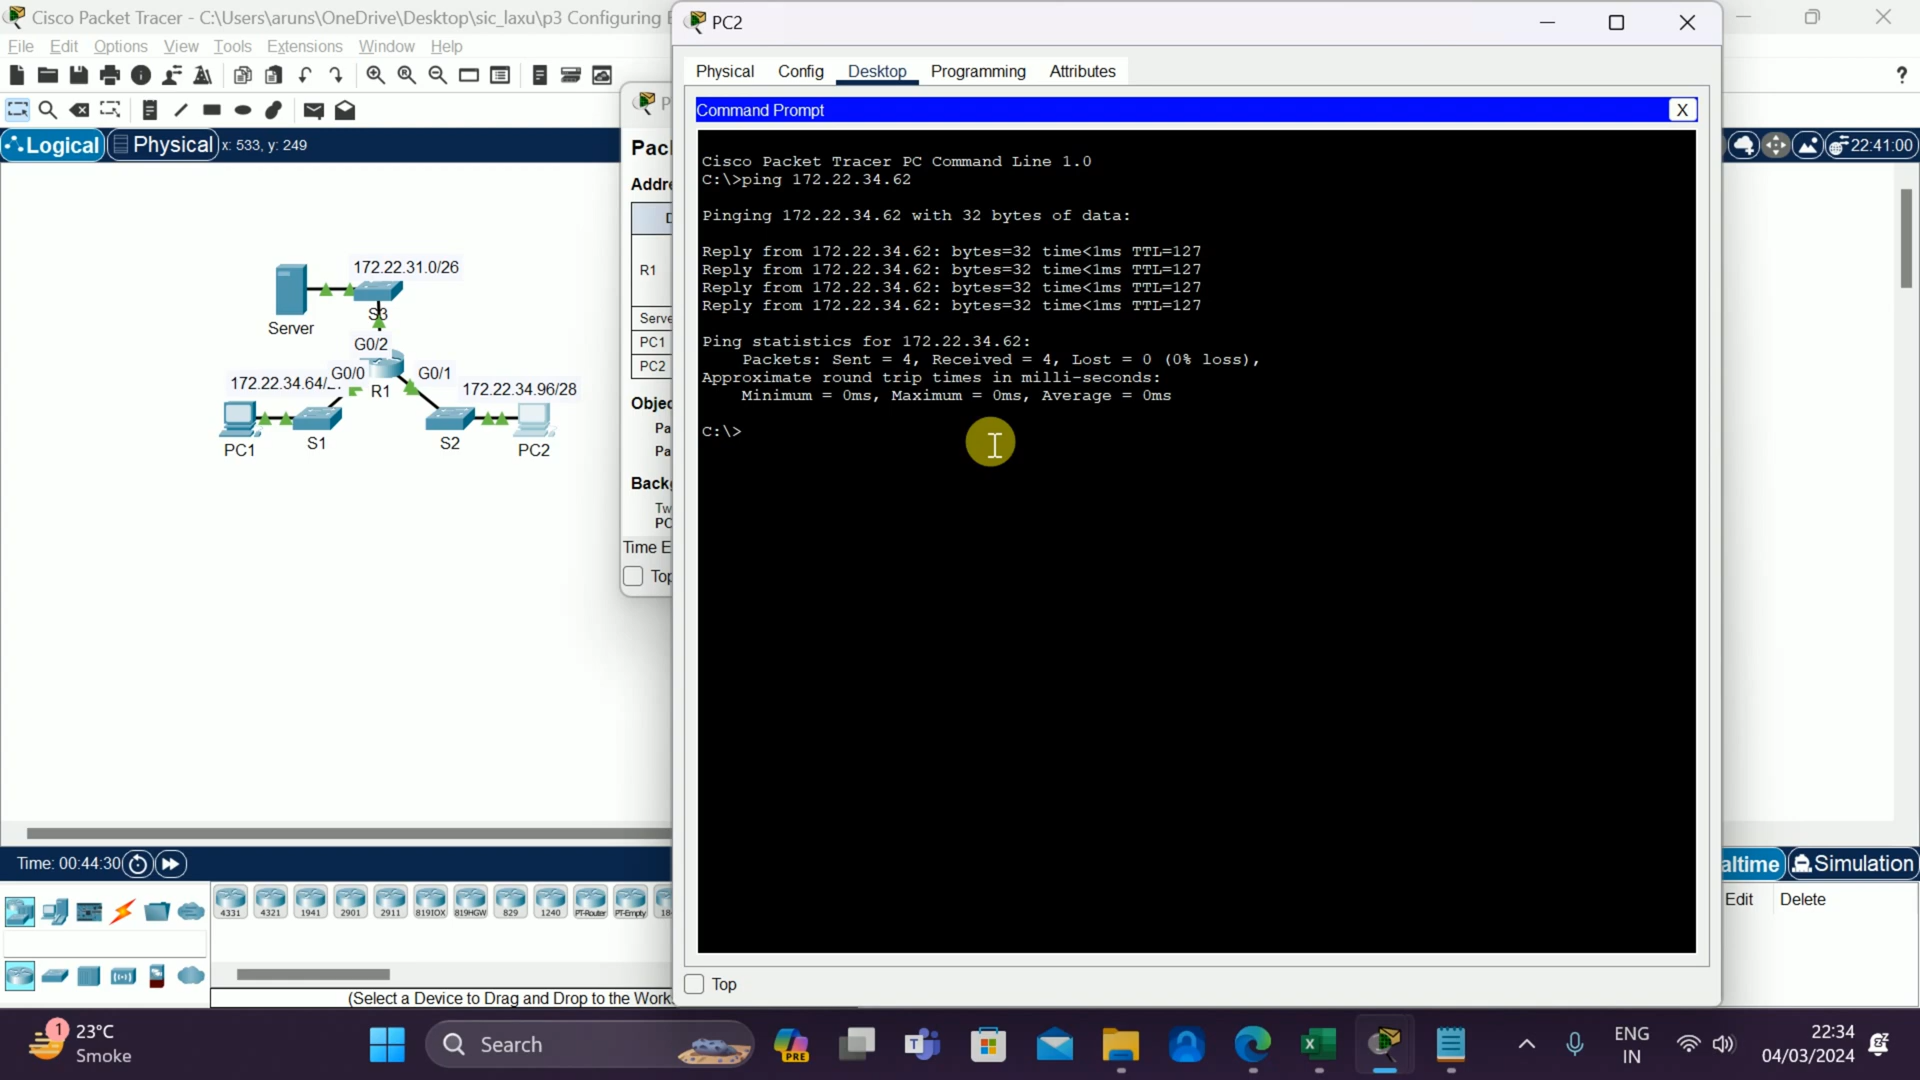 Cisco Packet Tracer - C:\Users\aruns\OneDrive\Desktop\sic_laxu\p3 Configuring
File Edit Options View Tools Extensions Window Help
?
Logical Physical x: 533, y: 249
22:41:00
172.22.31.0/26
Server
S3
G0/2
G0/0 G0/1
172.22.34.64/
R1
172.22.34.96/28
PC1
S1
S2
PC2
R1
PC1
PC2
Time E
PC2
Physical Config Desktop Programming Attributes
Command Prompt
X
Cisco Packet Tracer PC Command Line 1.0
C:\>ping 172.22.34.62
Pinging 172.22.34.62 with 32 bytes of data:
Reply from 172.22.34.62: bytes=32 time<1ms TTL=127
Reply from 172.22.34.62: bytes=32 time<1ms TTL=127
Reply from 172.22.34.62: bytes=32 time<1ms TTL=127
Reply from 172.22.34.62: bytes=32 time<1ms TTL=127
Ping statistics for 172.22.34.62:
Packets: Sent = 4, Received = 4, Lost = 0 (0% loss),
Approximate round trip times in milli-seconds:
Minimum = 0ms, Maximum = 0ms, Average = 0ms
C:\>
Top
Time: 00:44:30
altime Simulation
Edit Delete
4331 4321 1941 2901 2911 819IOX 819HGW 829 1240 PT-Router PT-Empty 18
(Select a Device to Drag and Drop to the Work
1
23°C
Smoke
Search
PRE
ENG
IN
22:34
04/03/2024